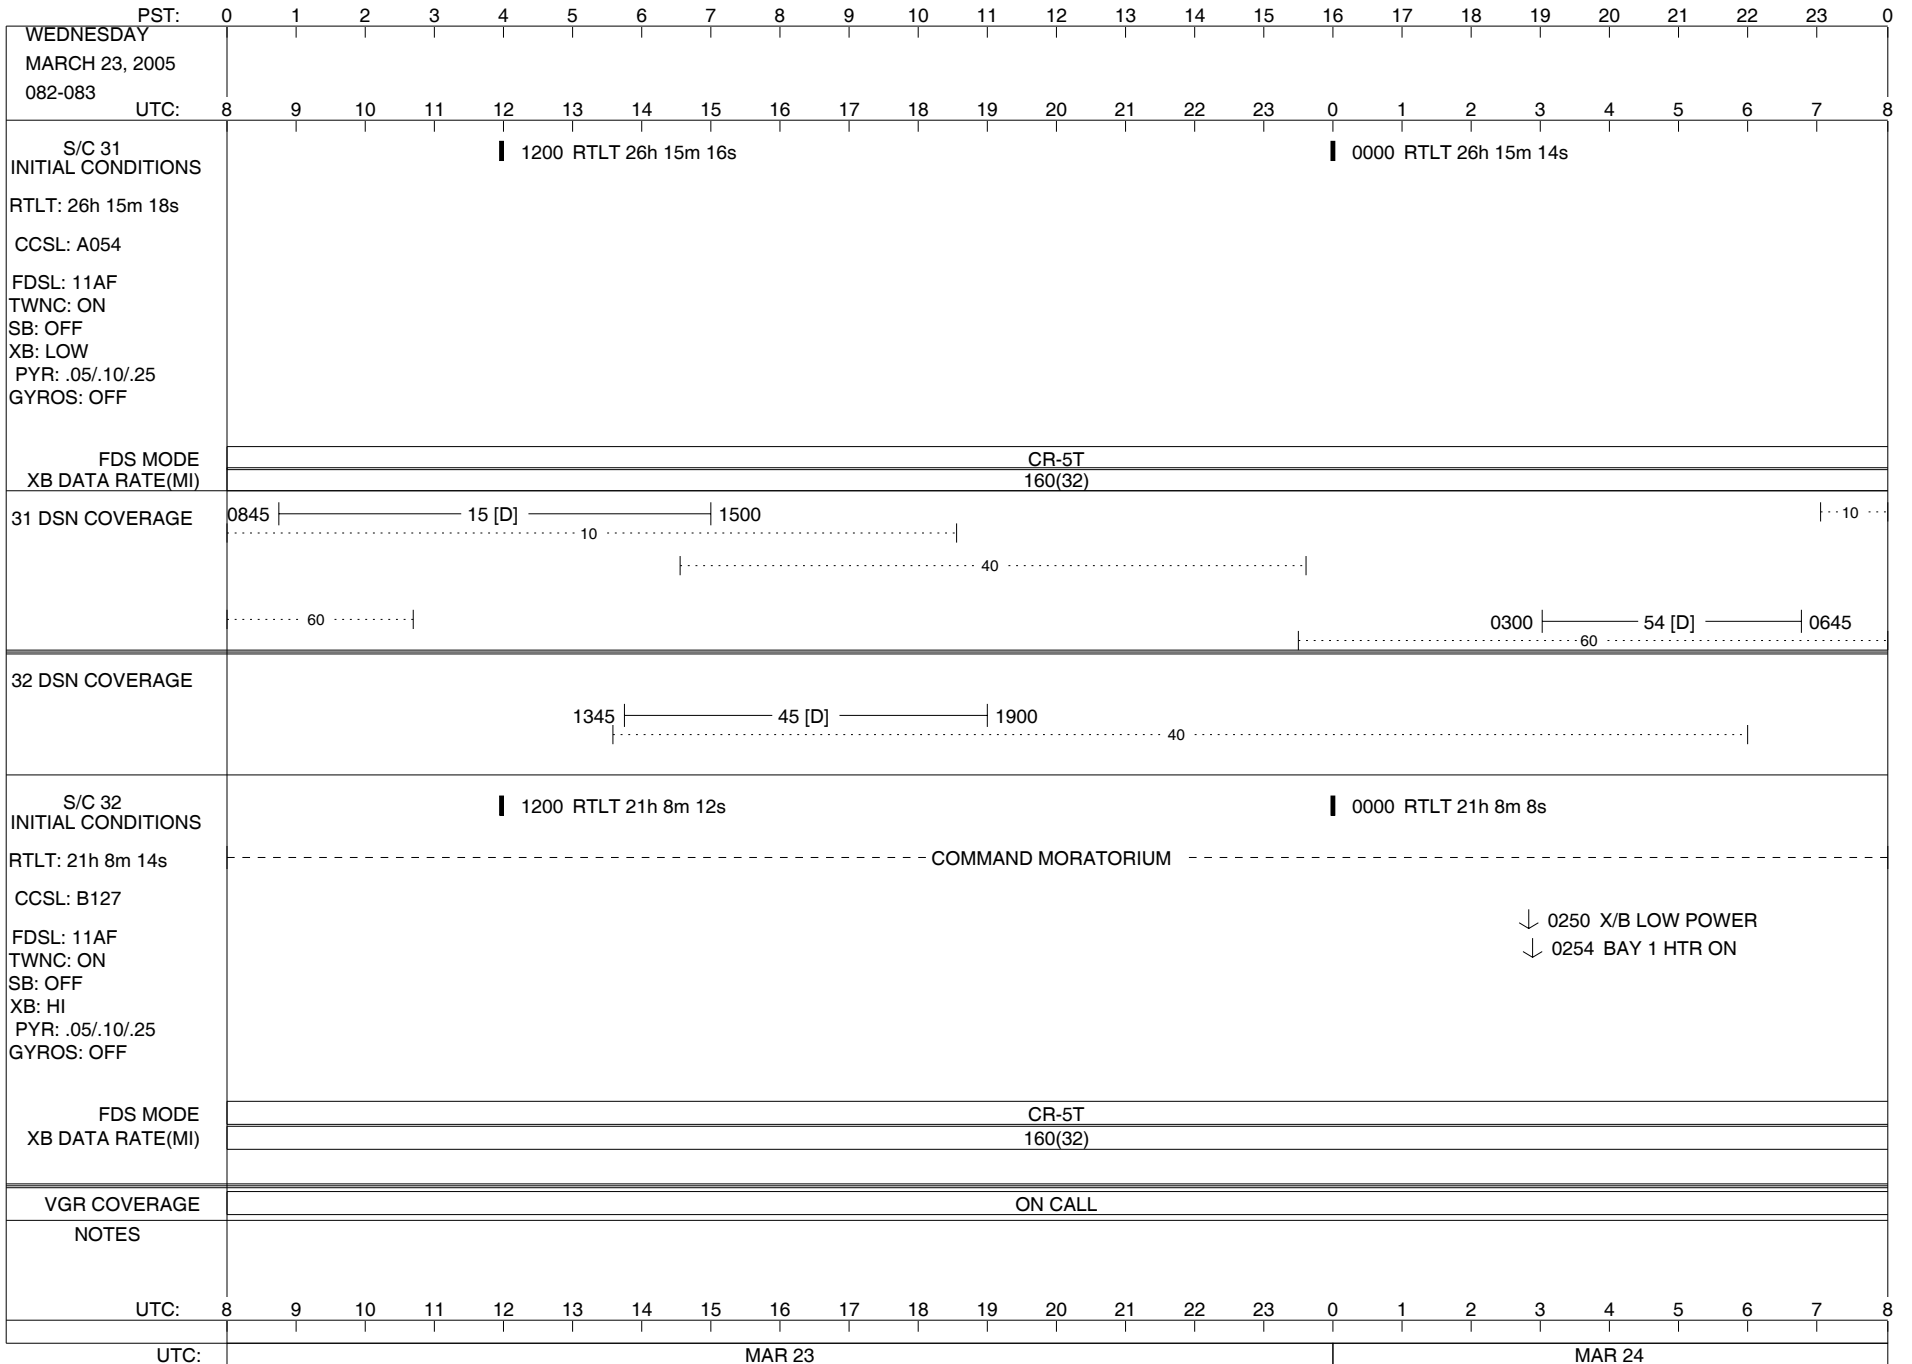 PST: 0 1 2 3 4 5 6 7 8 9 10 11 12 13 14 15 16 17 18 19 20 21 22 23 0
WEDNESDAY
MARCH 23, 2005
082-083
UTC: 8 9 10 11 12 13 14 15 16 17 18 19 20 21 22 23 0 1 2 3 4 5 6 7 8
S/C 31
INITIAL CONDITIONS
1200 RTLT 26h 15m 16s
0000 RTLT 26h 15m 14s
RTLT: 26h 15m 18s
CCSL: A054
FDSL: 11AF
TWNC: ON
SB: OFF
XB: LOW
PYR: .05/.10/.25
GYROS: OFF
FDS MODE CR-5T
XB DATA RATE(MI) 160(32)
31 DSN COVERAGE
0845 15 [D] 1500
10
10
40
60
0300 54 [D] 0645
60
32 DSN COVERAGE
1345 45 [D] 1900
40
S/C 32
INITIAL CONDITIONS
1200 RTLT 21h 8m 12s
0000 RTLT 21h 8m 8s
RTLT: 21h 8m 14s
COMMAND MORATORIUM
CCSL: B127
0250 X/B LOW POWER
0254 BAY 1 HTR ON
FDSL: 11AF
TWNC: ON
SB: OFF
XB: HI
PYR: .05/.10/.25
GYROS: OFF
FDS MODE CR-5T
XB DATA RATE(MI) 160(32)
VGR COVERAGE ON CALL
NOTES
UTC: 8 9 10 11 12 13 14 15 16 17 18 19 20 21 22 23 0 1 2 3 4 5 6 7 8
UTC: MAR 23 MAR 24